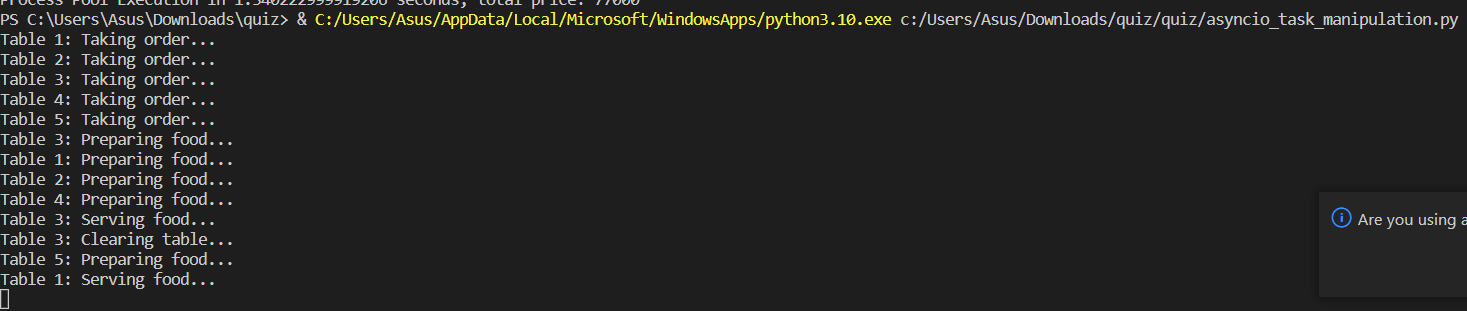 Process Pool Execution in 1.540222999919206 seconds, total price: 77000
PS C:\Users\Asus\Downloads\quiz> & C:/Users/Asus/AppData/Local/Microsoft/WindowsApps/python3.10.exe c:/Users/Asus/Downloads/quiz/quiz/asyncio_task_manipulation.py
Table 1: Taking order...
Table 2: Taking order...
Table 3: Taking order...
Table 4: Taking order...
Table 5: Taking order...
Table 3: Preparing food...
Table 1: Preparing food...
Table 2: Preparing food...
Table 4: Preparing food...
Table 3: Serving food...
Table 3: Clearing table...
Table 5: Preparing food...
Table 1: Serving food...
Are you using a